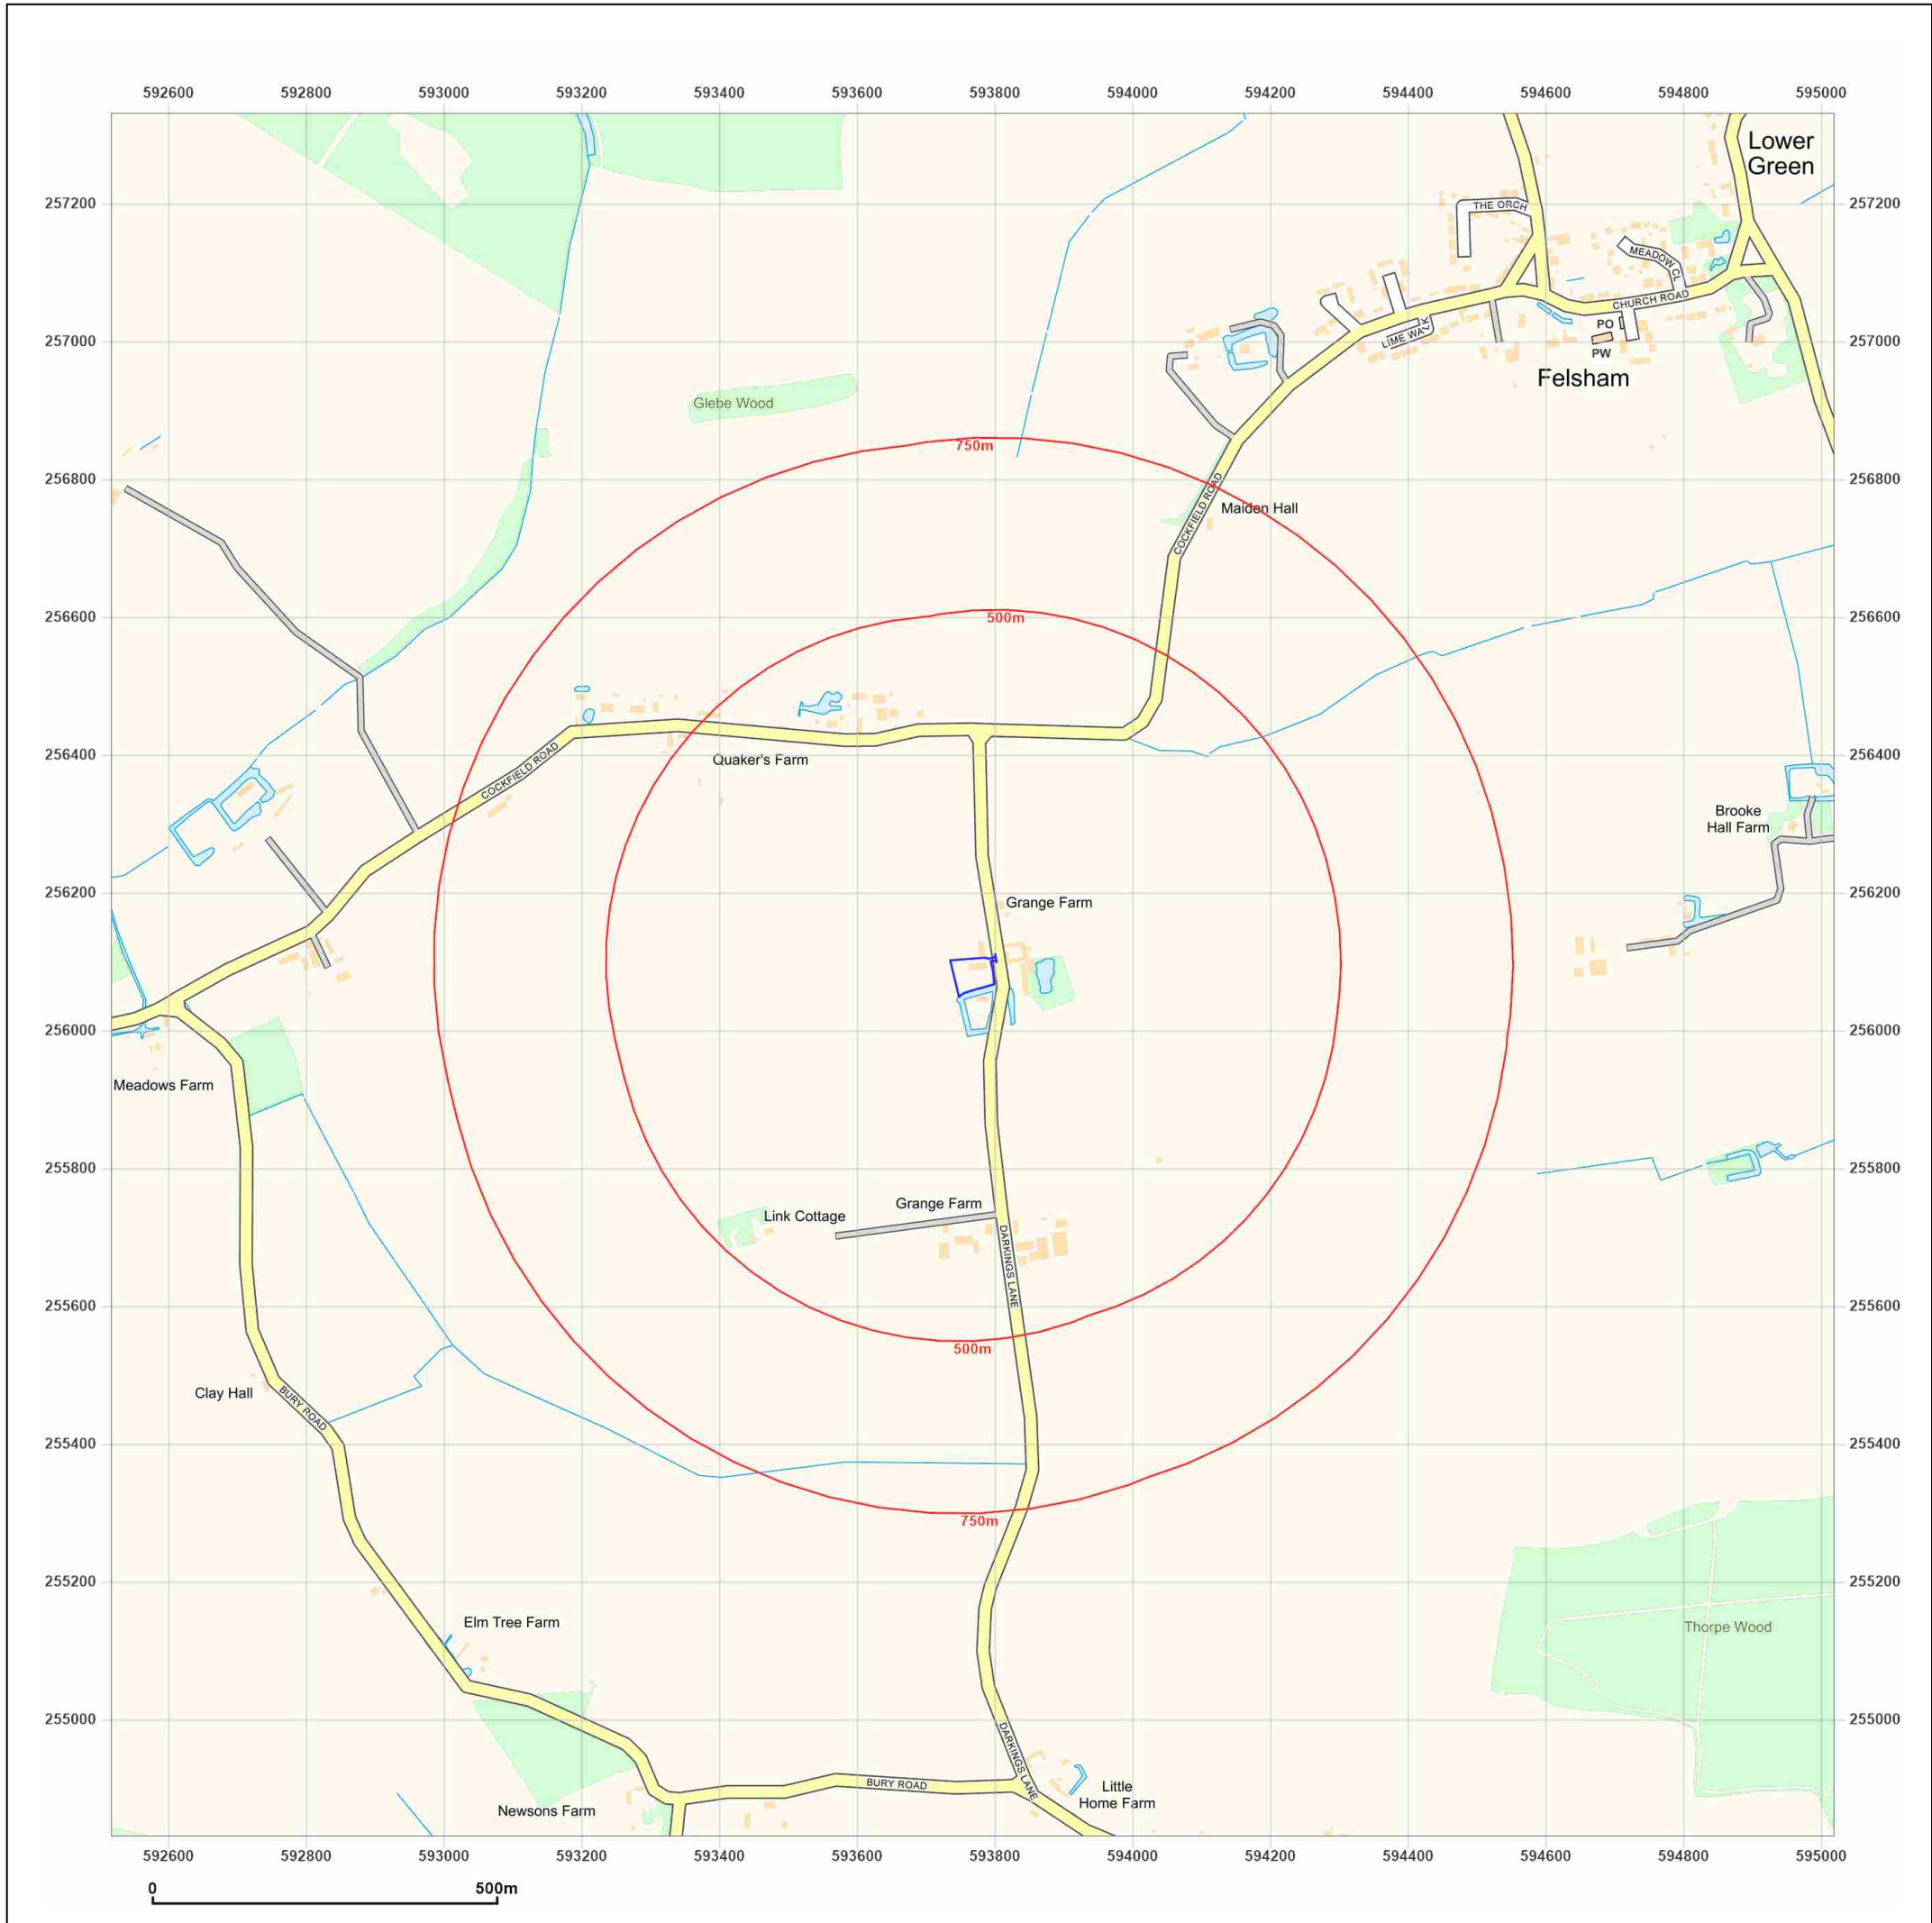 592600 592800 593000 593200 593400 593600 593800 594000 594200 594400 594600 594800 595000
Lower
Green
257200 257200
THE ORCH
MEADOW CL
CHURCH ROAD
PO
LIME WALK
257000 257000
PW
Felsham
Glebe Wood
750m
256800 256800
COCKFIELD ROAD
Maiden Hall
256600 256600
500m
COCKFIELD ROAD
256400 256400
Quaker's Farm
Brooke
Hall Farm
256200 256200
Grange Farm
256000 256000
Meadows Farm
255800 255800
Grange Farm
Link Cottage
DARKINGS LANE
255600 255600
500m
Clay Hall
BURY ROAD
255400 255400
750m
255200 255200
Elm Tree Farm
Thorpe Wood
255000 255000
DARKINGS LANE
BURY ROAD
Little
Home Farm
Newsons Farm
592600 592800 593000 593200 593400 593600 593800 594000 594200 594400 594600 594800 595000
0 500m